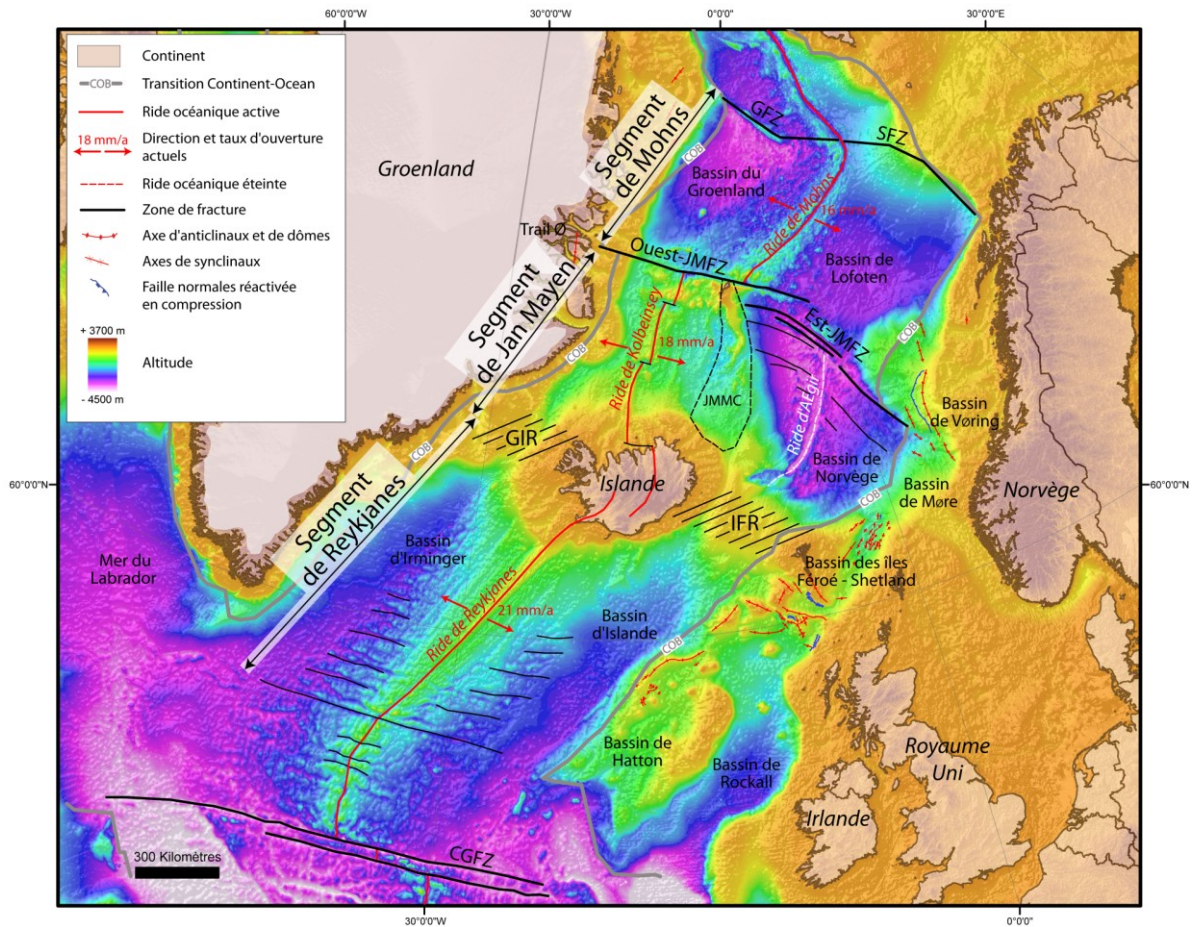 60°0'0"W
30°0'0"W
0°0'0"
30°0'0"E
Continent
COB
Transition Continent-Ocean
Ride océanique active
18 mm/a
Direction et taux d'ouverture
actuels
Ride océanique éteinte
Zone de fracture
Axe d'anticlinaux et de dômes
Axes de synclinaux
Faille normales réactivée
en compression
+ 3700 m
Altitude
- 4500 m
Groenland
Segment
de Mohns
GFZ
SFZ
COB
Bassin du
Groenland
Ride de Mohns
16 mm/a
Trail Ø
Ouest-JMFZ
Bassin de
Lofoten
Segment
de Jan Mayen
Ride de Kolbeinsey
18 mm/a
Est-JMFZ
COB
COB
JMMC
Ride d'AEgir
Bassin
de Vøring
GIR
COB
Bassin de
Norvège
Islande
Bassin
de Møre
Norvège
60°0'0"N
60°0'0"N
COB
IFR
Segment
de Reykjanes
Bassin
d'Irminger
Mer du
Labrador
Bassin des îles
Féroé - Shetland
Ride de Reykjanes
21 mm/a
Bassin
d'Islande
COB
Bassin de
Hatton
Bassin de
Rockall
Royaume
Uni
Irlande
CGFZ
300 Kilomètres
30°0'0"W
0°0'0"